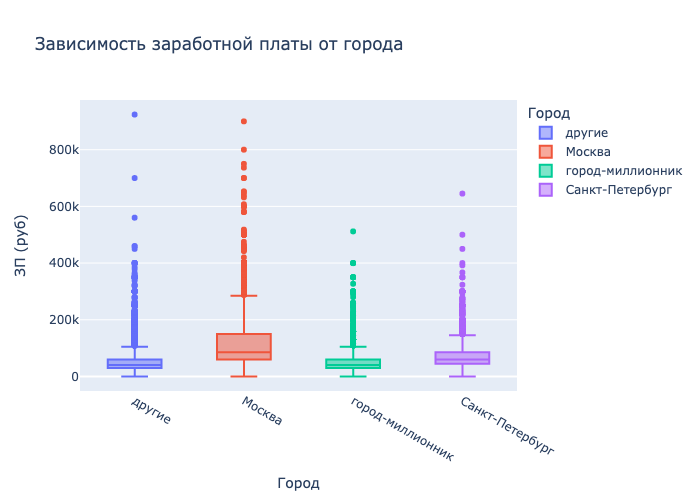 Зависимость заработной платы от города
Город
другие
Москва
город-миллионник
Санкт-Петербург
800k
600k
400k
200k
0
ЗП (руб)
другие
Москва
город-миллионник
Санкт-Петербург
Город